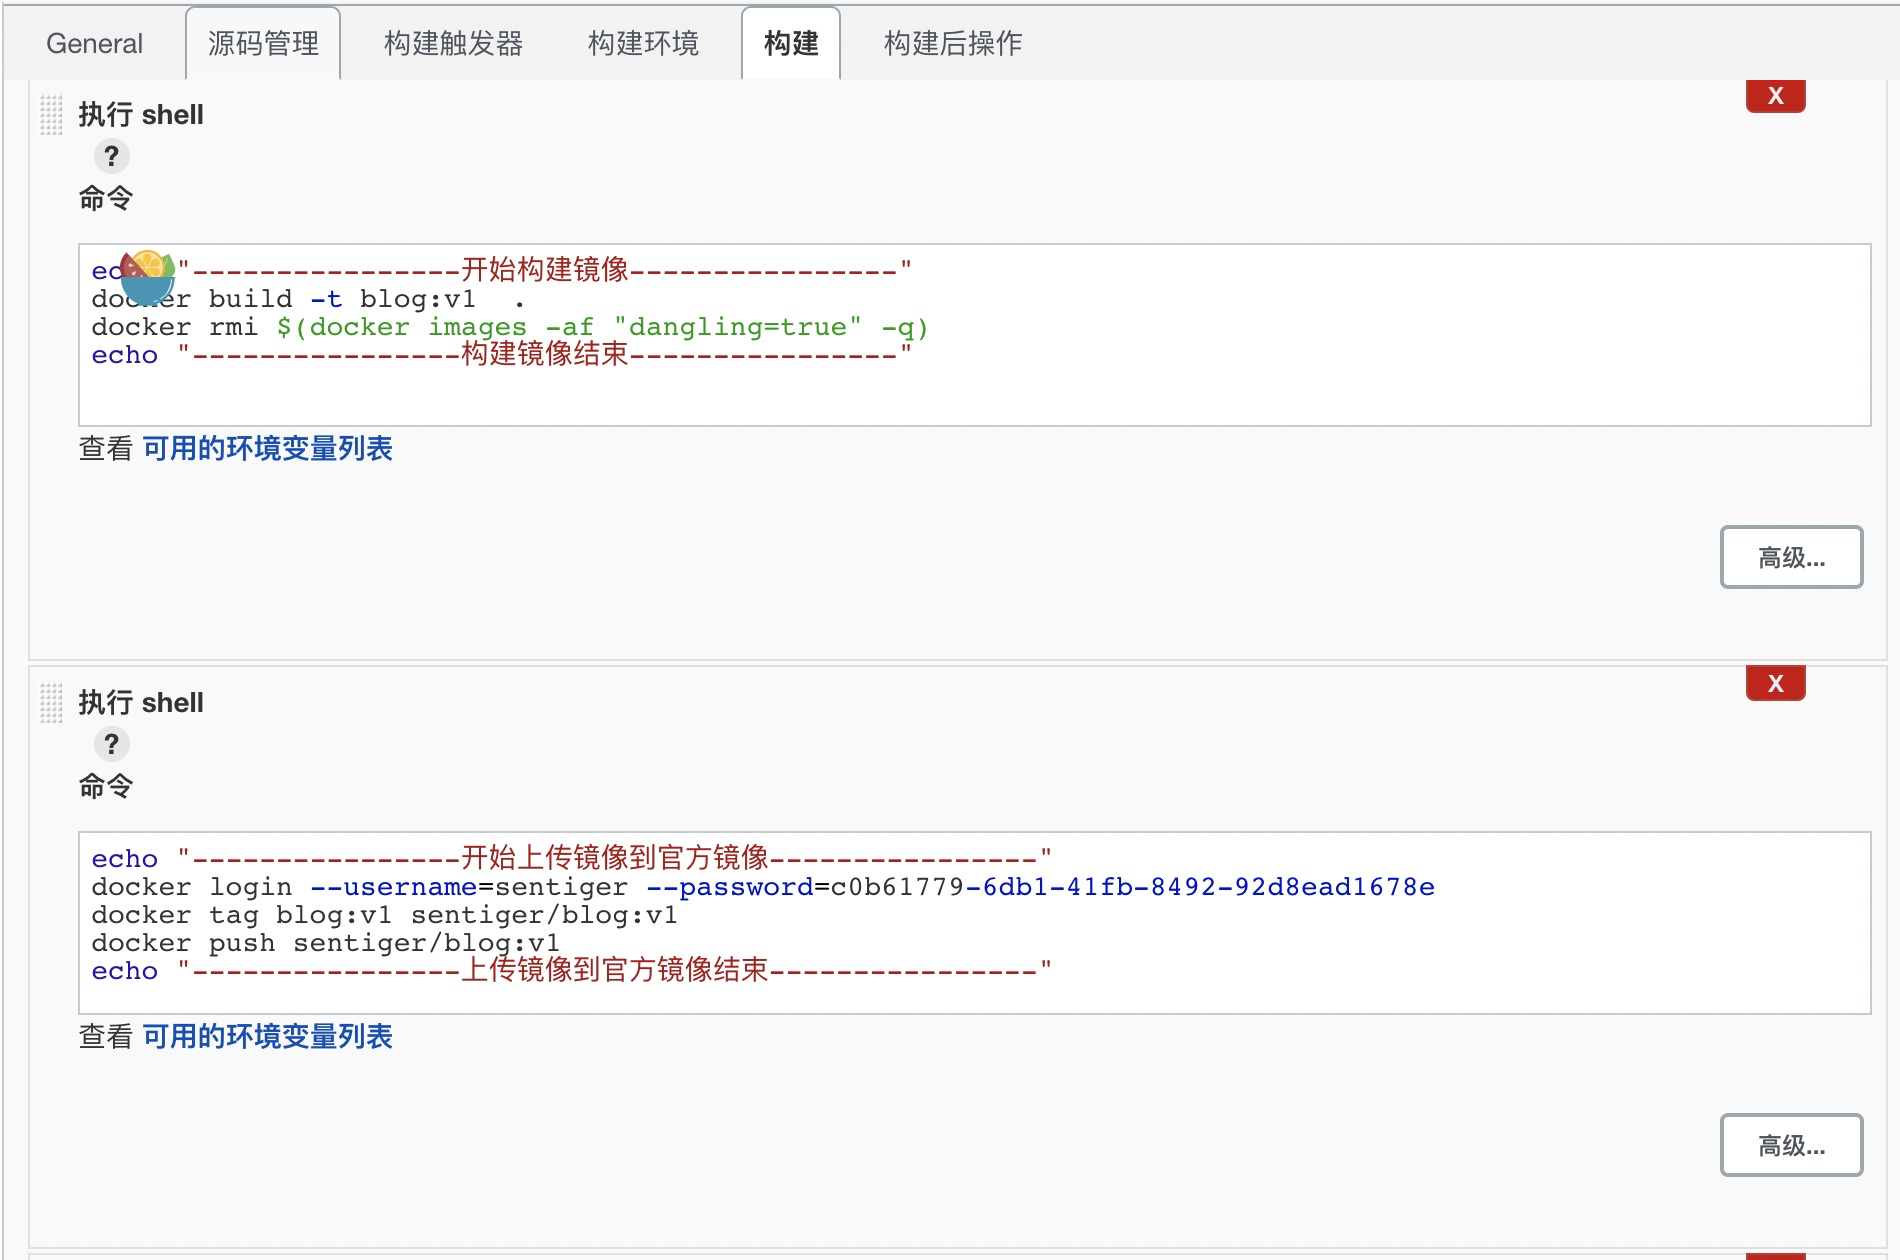 General 源码管理 构建触发器 构建环境 构建 构建后操作
执行 shell
X
?
命令
"----------------开始构建镜像----------------"
docker build -t blog:v1  .
docker rmi $(docker images -af "dangling=true" -q)
echo "----------------构建镜像结束----------------"
查看 可用的环境变量列表
高级...
执行 shell
X
?
命令
echo "----------------开始上传镜像到官方镜像----------------"
docker login --username=sentiger --password=c0b61779-6db1-41fb-8492-92d8ead1678e
docker tag blog:v1 sentiger/blog:v1
docker push sentiger/blog:v1
echo "----------------上传镜像到官方镜像结束----------------"
查看 可用的环境变量列表
高级...